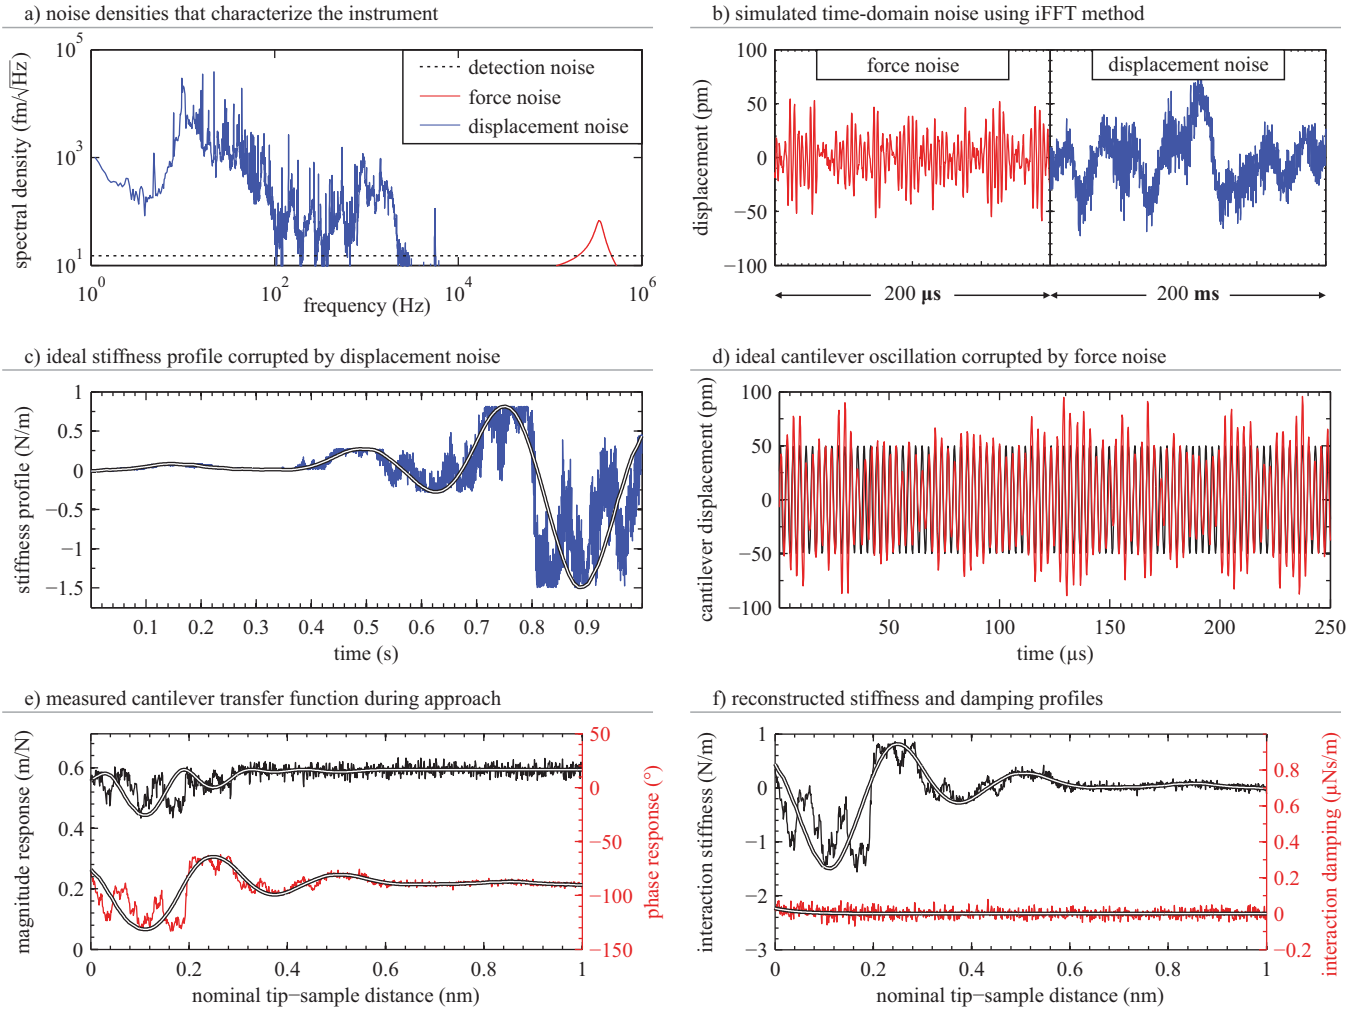 a) noise densities that characterize the instrument
spectral density (fm/√Hz)
10^5
10^3
10^1
10^0
10^2
10^4
10^6
frequency (Hz)
detection noise
force noise
displacement noise
b) simulated time-domain noise using iFFT method
displacement (pm)
100
50
0
−50
−100
force noise
displacement noise
200 µs
200 ms
c) ideal stiffness profile corrupted by displacement noise
stiffness profile (N/m)
1
0.5
0
−0.5
−1
−1.5
0.1 0.2 0.3 0.4 0.5 0.6 0.7 0.8 0.9
time (s)
d) ideal cantilever oscillation corrupted by force noise
cantilever displacement (pm)
100
50
0
−50
−100
50 100 150 200 250
time (µs)
e) measured cantilever transfer function during approach
magnitude response (m/N)
0.6
0.4
0.2
0
50
0
−50
−100
−150
phase response (°)
0 0.2 0.4 0.6 0.8 1
nominal tip−sample distance (nm)
f) reconstructed stiffness and damping profiles
interaction stiffness (N/m)
1
0
−1
−2
−3
0.8
0.6
0.4
0.2
0
−0.2
interaction damping (µNs/m)
0 0.2 0.4 0.6 0.8 1
nominal tip−sample distance (nm)